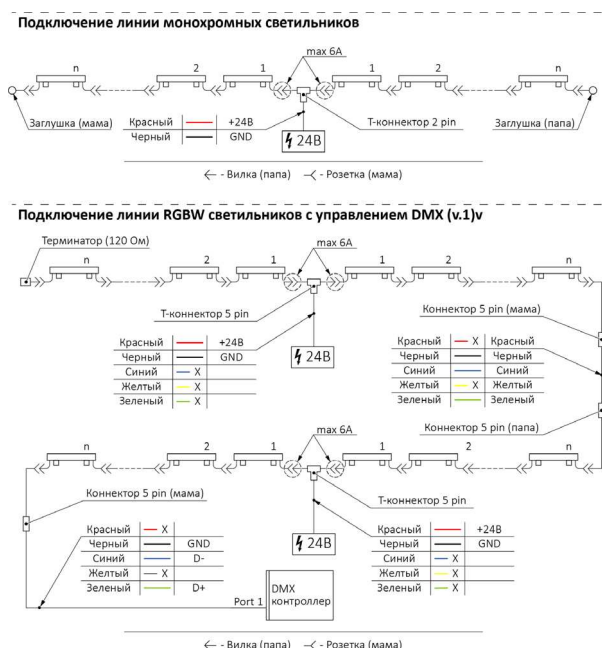 Подключение линии монохромных светильников
max 6А
n 2 1 1 2 n
Заглушка (мама)
Красный +24В
Черный GND
24В
Т-коннектор 2 pin
Заглушка (папа)
- Вилка (папа) - Розетка (мама)
Подключение линии RGBW светильников с управлением DMX (v.1)v
Терминатор (120 Ом)
max 6А
n 2 1 1 2 n
Т-коннектор 5 pin
Красный +24В
Черный GND
Синий X
Желтый X
Зеленый X
24В
Коннектор 5 pin (мама)
Красный X Красный
Черный Черный
Синий Синий
Желтый X Желтый
Зеленый Зеленый
Коннектор 5 pin (папа)
max 6А
n 2 1 1 2 n
Коннектор 5 pin (мама)
Красный X
Черный GND
Синий D-
Желтый X
Зеленый D+
24В
Т-коннектор 5 pin
Красный +24В
Черный GND
Синий X
Желтый X
Зеленый X
Port 1
DMX
контроллер
- Вилка (папа) - Розетка (мама)